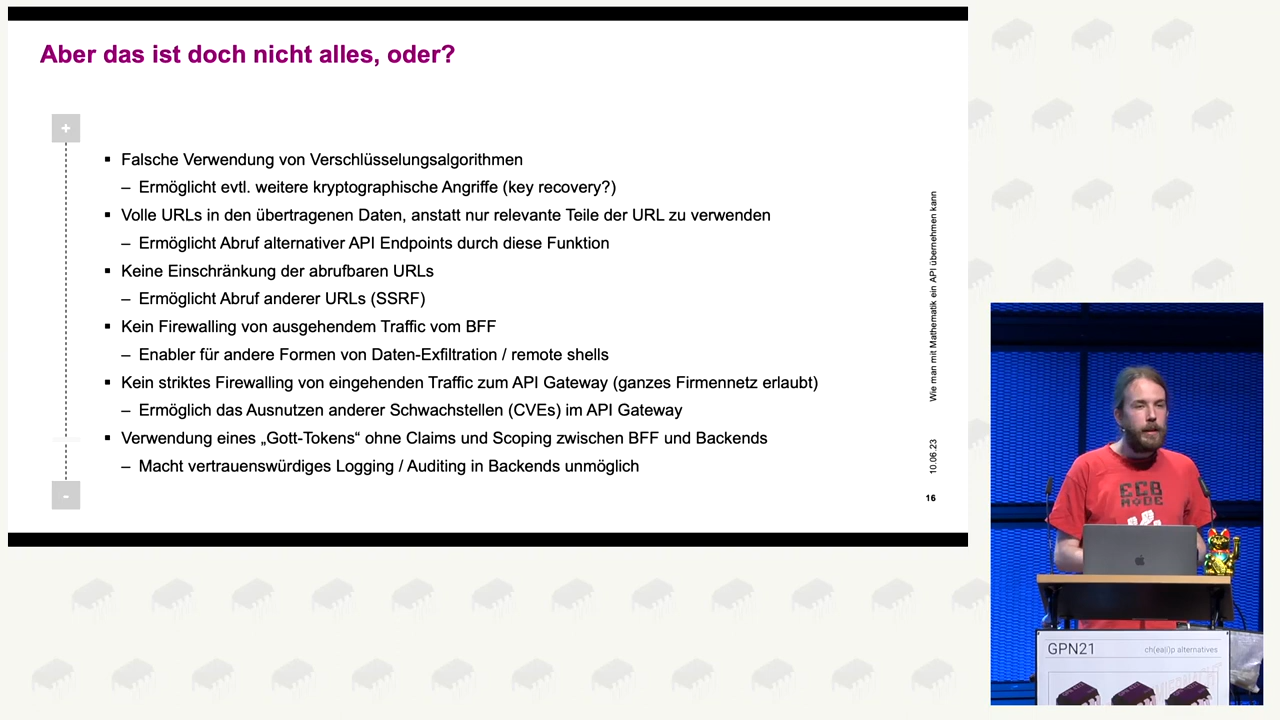 Aber das ist doch nicht alles, oder?
+
▪ Falsche Verwendung von Verschlüsselungsalgorithmen
– Ermöglicht evtl. weitere kryptographische Angriffe (key recovery?)
▪ Volle URLs in den übertragenen Daten, anstatt nur relevante Teile der URL zu verwenden
– Ermöglicht Abruf alternativer API Endpoints durch diese Funktion
▪ Keine Einschränkung der abrufbaren URLs
– Ermöglicht Abruf anderer URLs (SSRF)
▪ Kein Firewalling von ausgehendem Traffic vom BFF
– Enabler für andere Formen von Daten-Exfiltration / remote shells
▪ Kein striktes Firewalling von eingehenden Traffic zum API Gateway (ganzes Firmennetz erlaubt)
– Ermöglich das Ausnutzen anderer Schwachstellen (CVEs) im API Gateway
▪ Verwendung eines „Gott-Tokens“ ohne Claims und Scoping zwischen BFF und Backends
– Macht vertrauenswürdiges Logging / Auditing in Backends unmöglich
-
Wie man mit Mathematik ein API übernehmen kann
10.06.23
16
ECB
MODE
GPN21
ch(ea|i)p alternatives